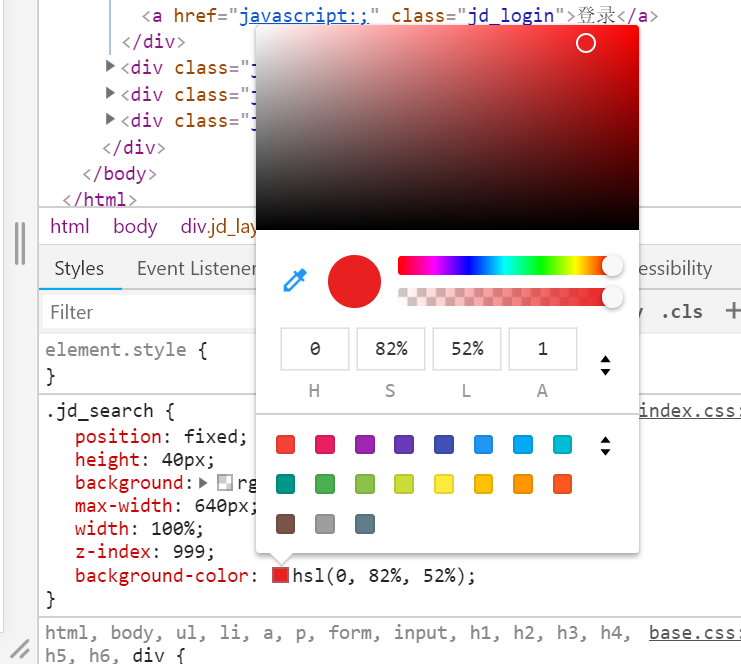 <a href="javascript:;" class="jd_login">登录</a>
</div>
<div class="j
<div class="j
<div class="j
</div>
</body>
</html>
html body div.jd_lay
Styles Event Listener essibility
Filter .cls +
element.style {
}
0 82% 52% 1
H S L A
.jd_search { index.css:
position: fixed;
height: 40px;
background: rg
max-width: 640px;
width: 100%;
z-index: 999;
background-color: hsl(0, 82%, 52%);
}
html, body, ul, li, a, p, form, input, h1, h2, h3, h4, base.css:
h5, h6, div {